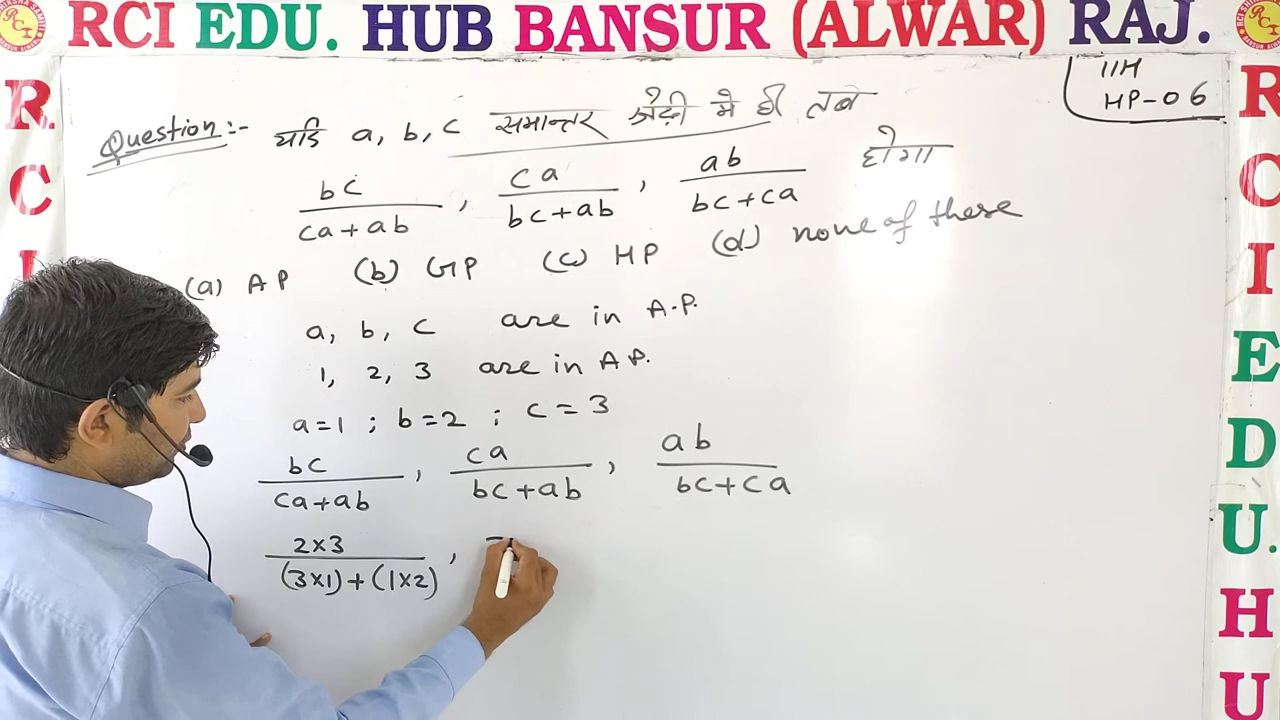 RCI EDU. HUB BANSUR (ALWAR) RAJ.
11H
HP-06
Question:- यदि a, b, c समान्तर श्रेढ़ी में हो तब
bc/(ca+ab), ca/(bc+ab), ab/(bc+ca) होगा
(a) AP (b) GP (c) HP (d) none of these
a, b, c are in A.P.
1, 2, 3 are in A.P.
a=1 ; b=2 ; c=3
bc/(ca+ab), ca/(bc+ab), ab/(bc+ca)
2×3/((3×1)+(1×2)),
R.
C
I
R
C
I
E
D
U.
H
U